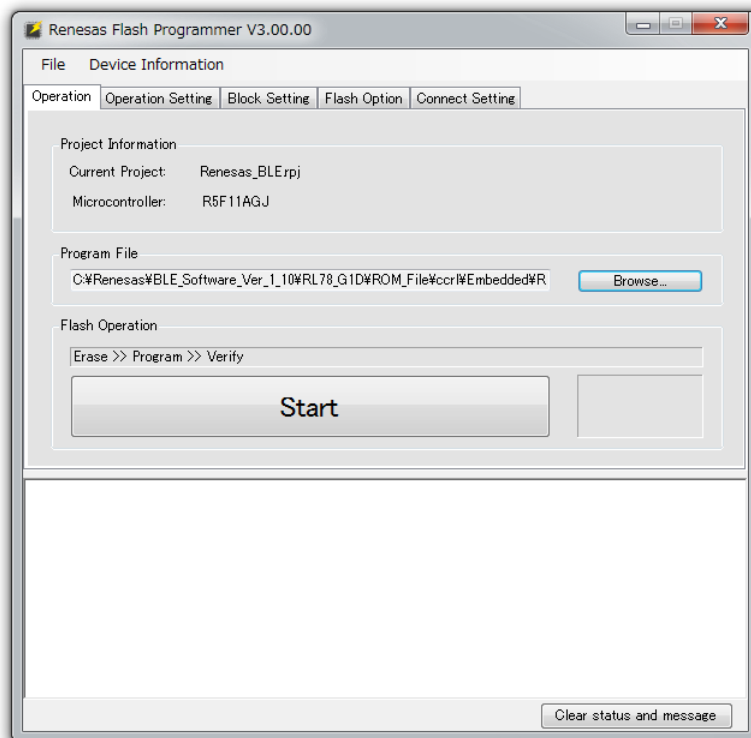 Renesas Flash Programmer V3.00.00
File Device Information
Operation Operation Setting Block Setting Flash Option Connect Setting
Project Information
Current Project: Renesas_BLE.rpj
Microcontroller: R5F11AGJ
Program File
C:¥Renesas¥BLE_Software_Ver_1_10¥RL78_G1D¥ROM_File¥ccrl¥Embedded¥R Browse...
Flash Operation
Erase >> Program >> Verify
Start
Clear status and message